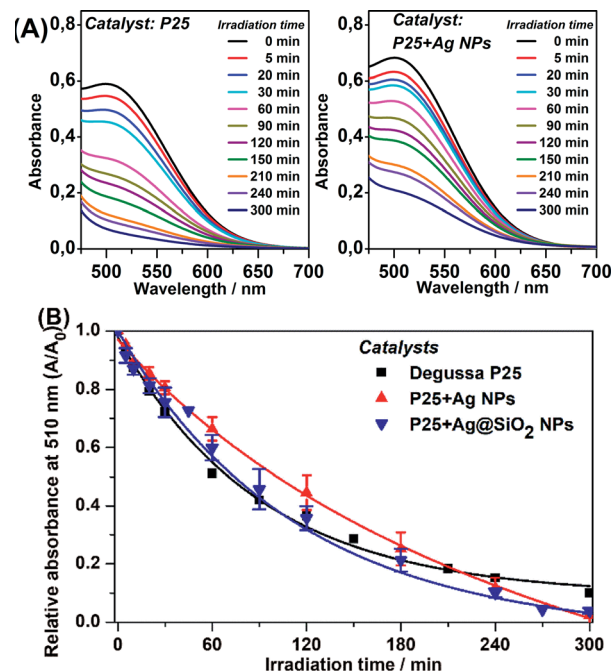 (A)
Catalyst: P25
Irradiation time
0 min
5 min
20 min
30 min
60 min
90 min
120 min
150 min
210 min
240 min
300 min
0,8
0,6
0,4
0,2
0,0
Absorbance
500 550 600 650 700
Wavelength / nm
Catalyst:
P25+Ag NPs
Irradiation time
0 min
5 min
20 min
30 min
60 min
90 min
120 min
150 min
210 min
240 min
300 min
0,8
0,6
0,4
0,2
0,0
Absorbance
500 550 600 650 700
Wavelength / nm
(B)
Catalysts
Degussa P25
P25+Ag NPs
P25+Ag@SiO₂ NPs
1.0
0.8
0.6
0.4
0.2
0.0
Relative absorbance at 510 nm (A/A₀)
0 60 120 180 240 300
Irradiation time / min